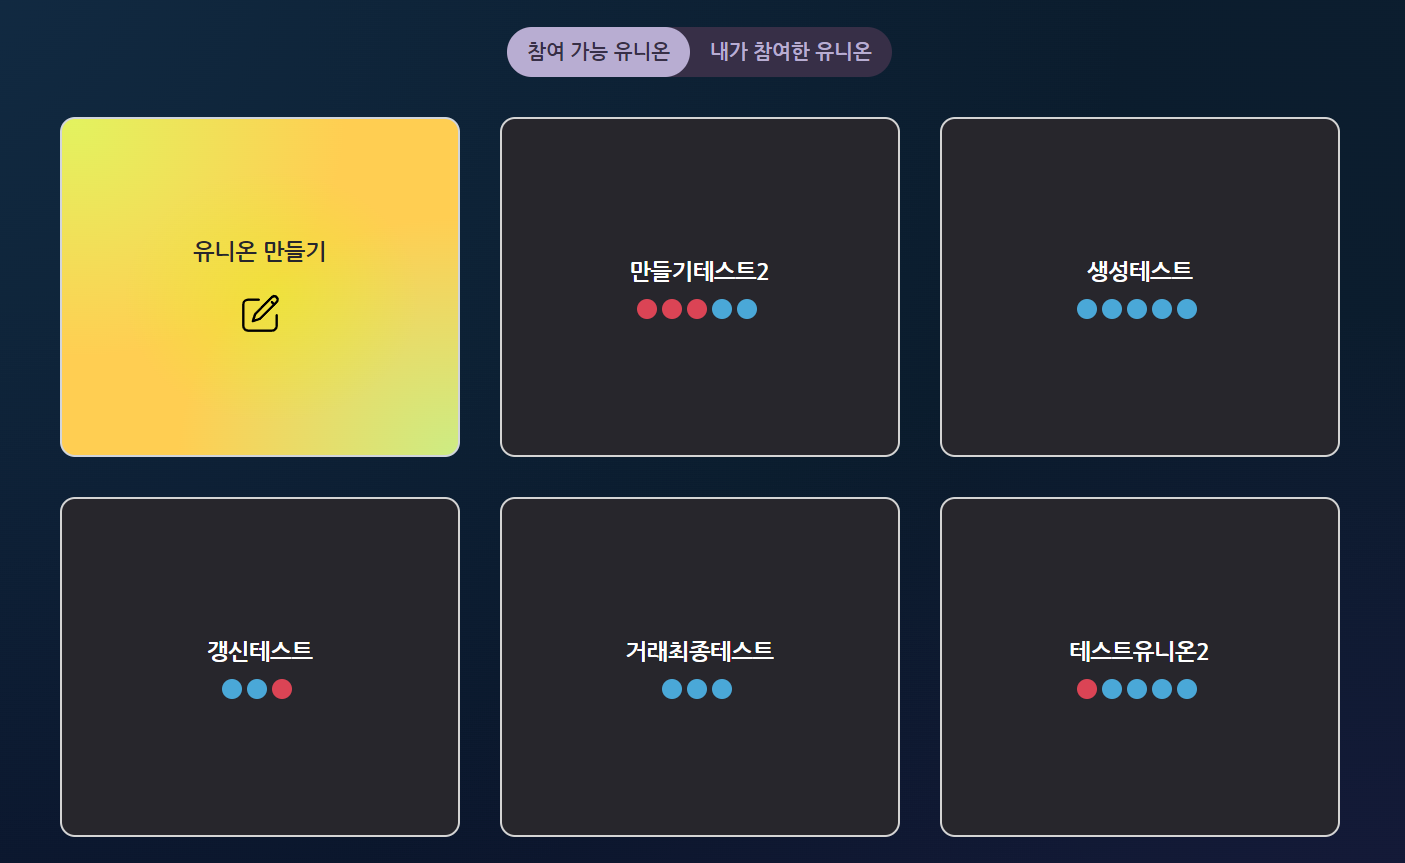 참여 가능 유니온
내가 참여한 유니온
유니온 만들기
만들기테스트2
생성테스트
갱신테스트
거래최종테스트
테스트유니온2